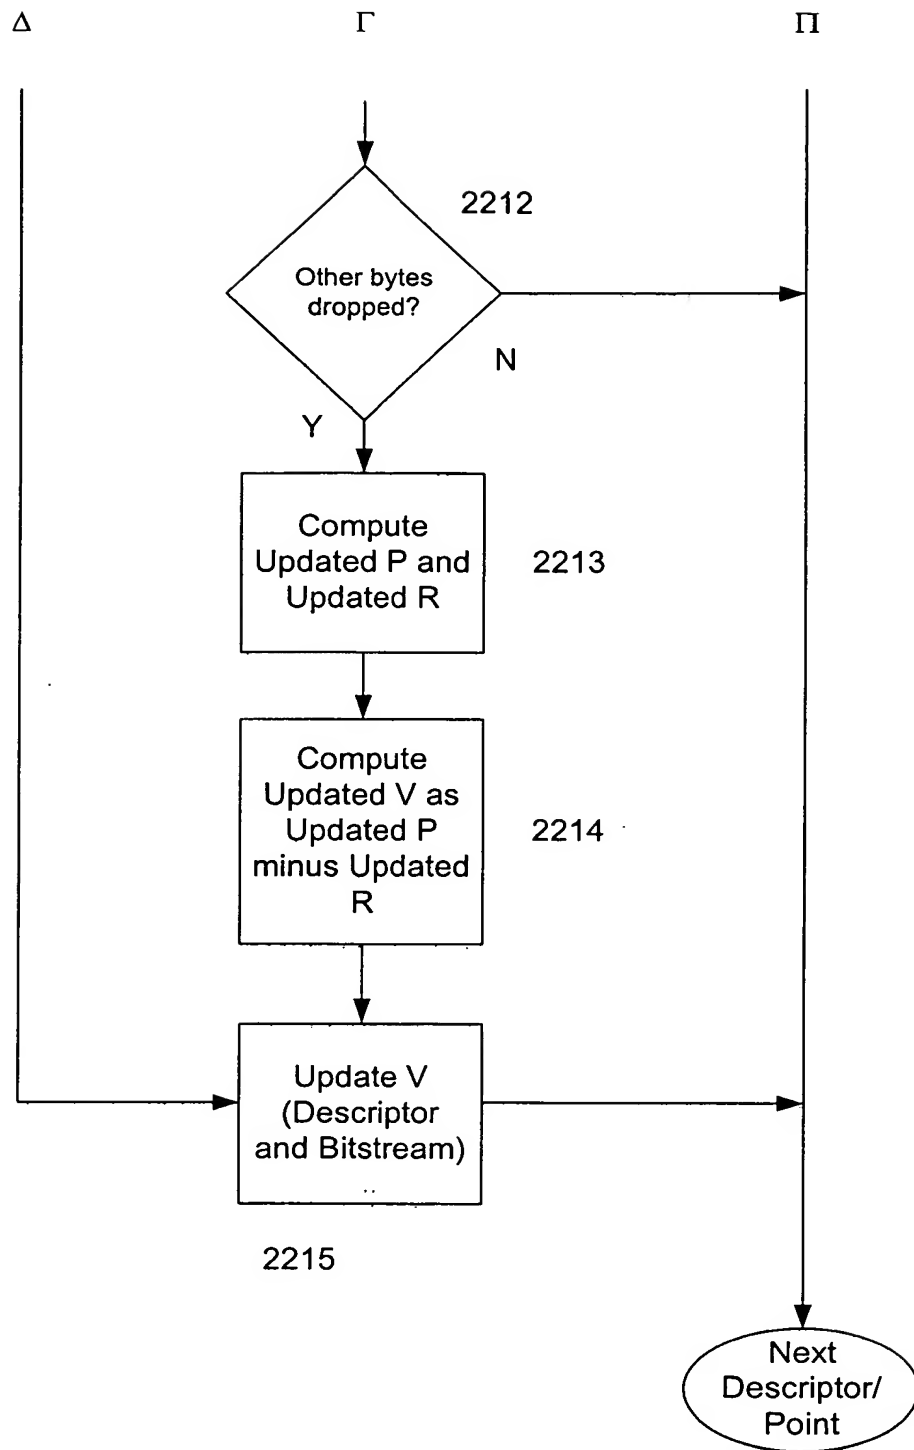 Δ Γ Π
2212
Other bytes
dropped?
N
Y
Compute
Updated P and
Updated R
2213
Compute
Updated V as
Updated P
minus Updated
R
2214
Update V
(Descriptor
and Bitstream)
2215
Next
Descriptor/
Point